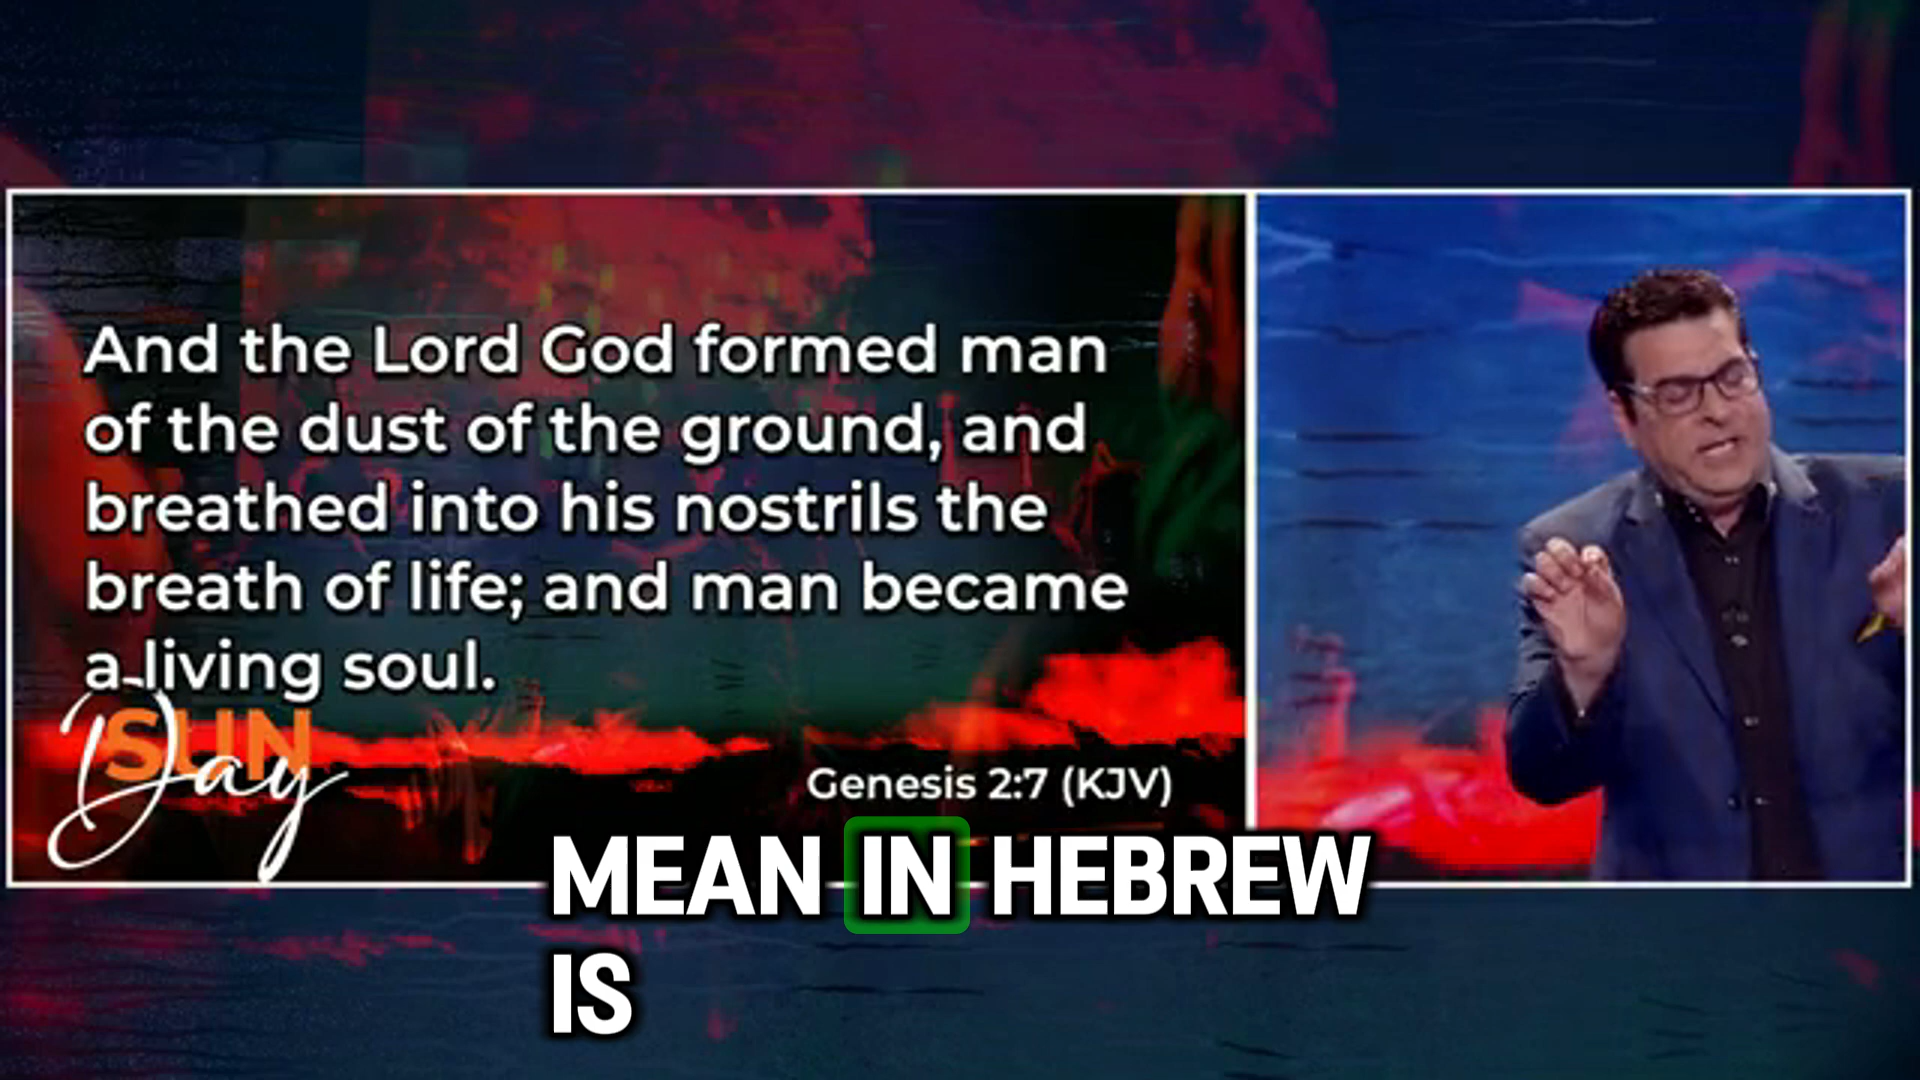 And the Lord God formed man
of the dust of the ground, and
breathed into his nostrils the
breath of life; and man became
a living soul.
SUN
Day
Genesis 2:7 (KJV)
MEAN IN HEBREW
IS